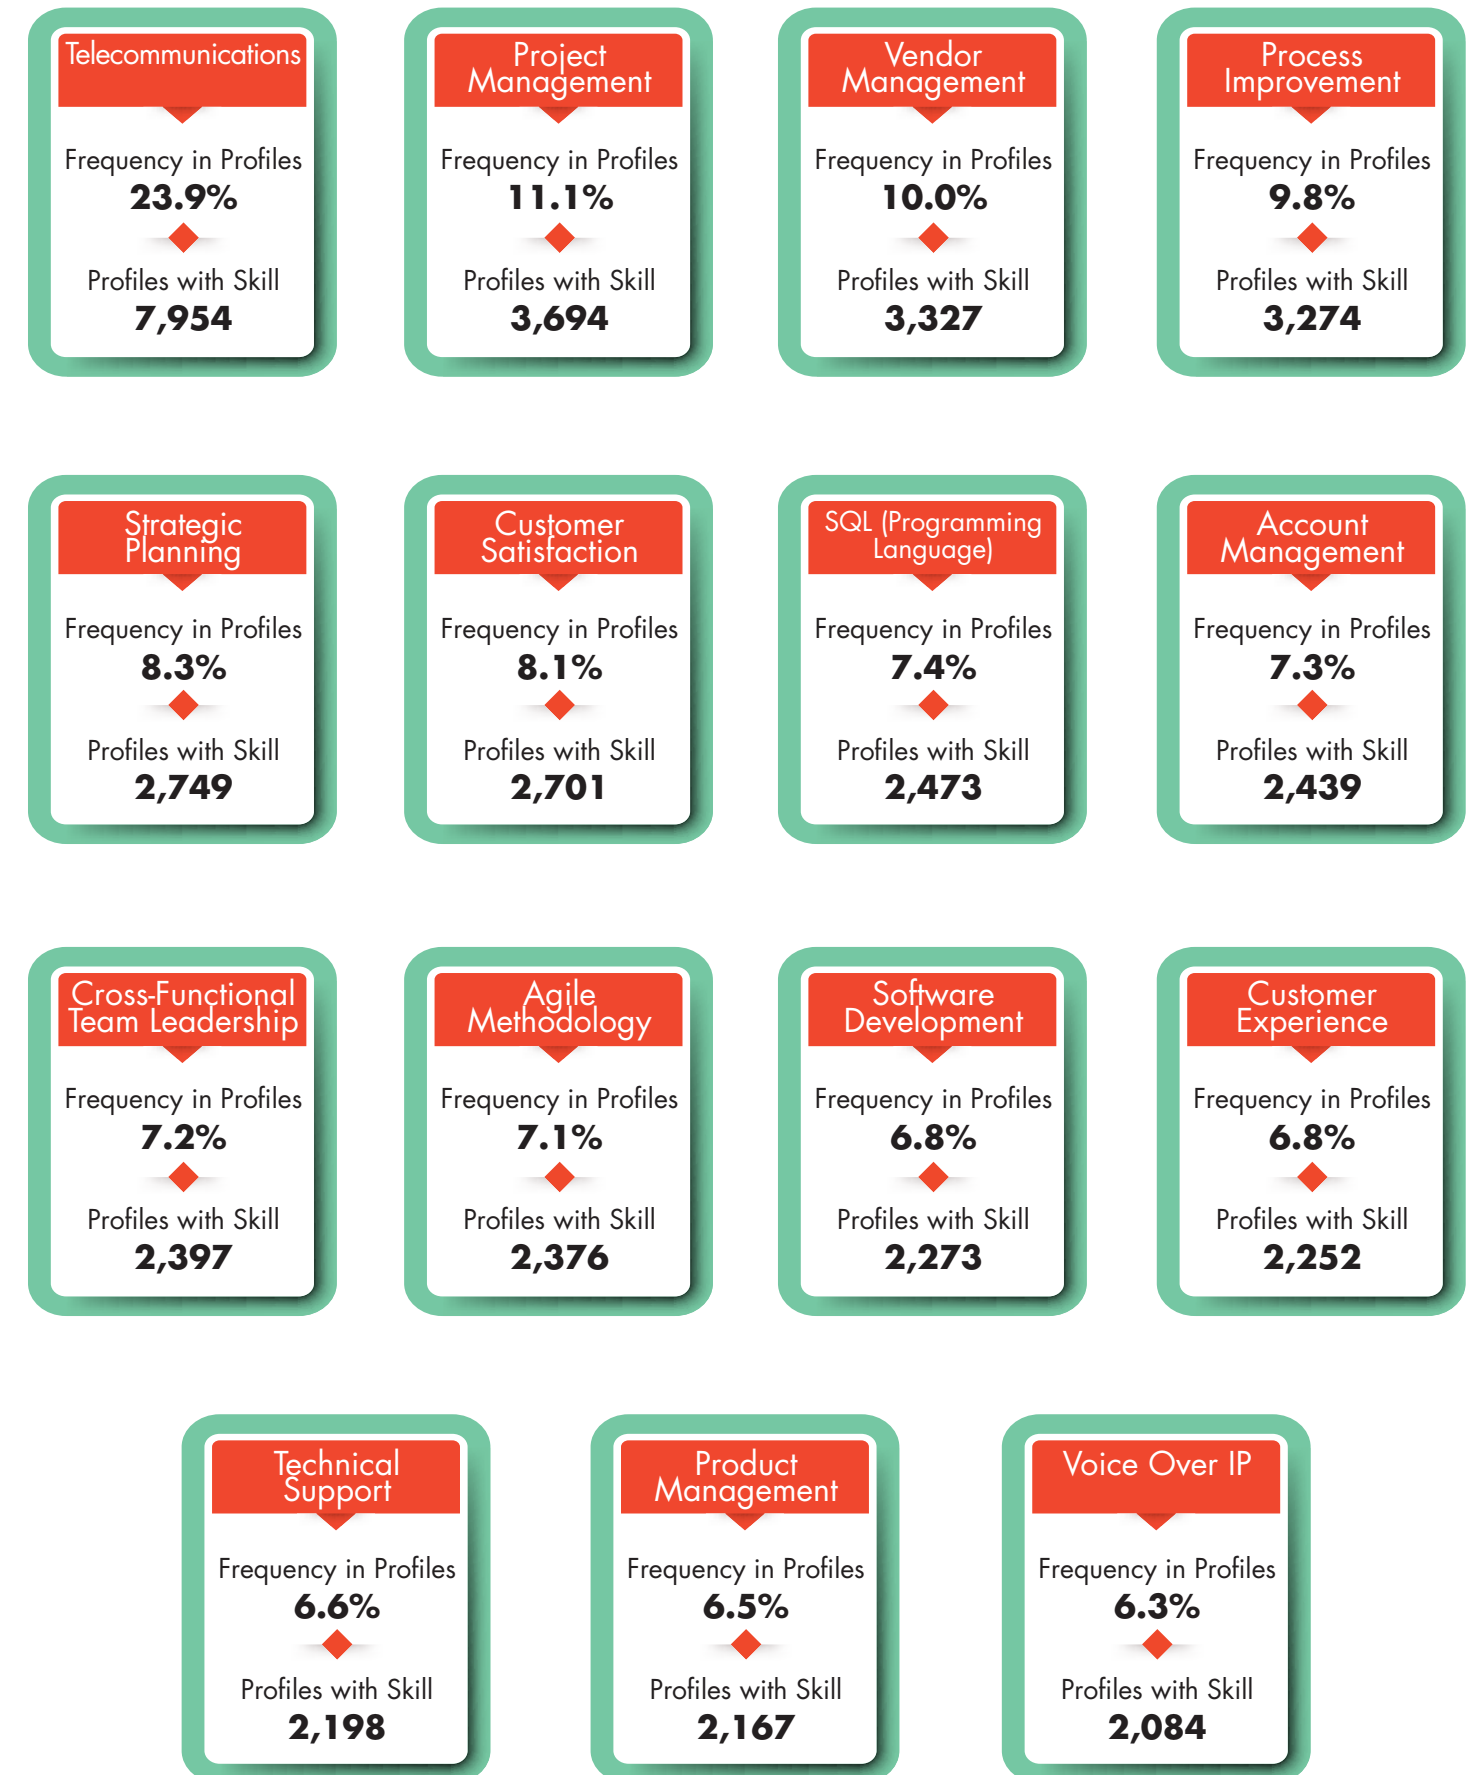 Telecommunications
Frequency in Profiles
23.9%
Profiles with Skill
7,954
Project
Management
Frequency in Profiles
11.1%
Profiles with Skill
3,694
Vendor
Management
Frequency in Profiles
10.0%
Profiles with Skill
3,327
Process
Improvement
Frequency in Profiles
9.8%
Profiles with Skill
3,274
Strategic
Planning
Frequency in Profiles
8.3%
Profiles with Skill
2,749
Customer
Satisfaction
Frequency in Profiles
8.1%
Profiles with Skill
2,701
SQL (Programming
Language)
Frequency in Profiles
7.4%
Profiles with Skill
2,473
Account
Management
Frequency in Profiles
7.3%
Profiles with Skill
2,439
Cross-Functional
Team Leadership
Frequency in Profiles
7.2%
Profiles with Skill
2,397
Agile
Methodology
Frequency in Profiles
7.1%
Profiles with Skill
2,376
Software
Development
Frequency in Profiles
6.8%
Profiles with Skill
2,273
Customer
Experience
Frequency in Profiles
6.8%
Profiles with Skill
2,252
Technical
Support
Frequency in Profiles
6.6%
Profiles with Skill
2,198
Product
Management
Frequency in Profiles
6.5%
Profiles with Skill
2,167
Voice Over IP
Frequency in Profiles
6.3%
Profiles with Skill
2,084